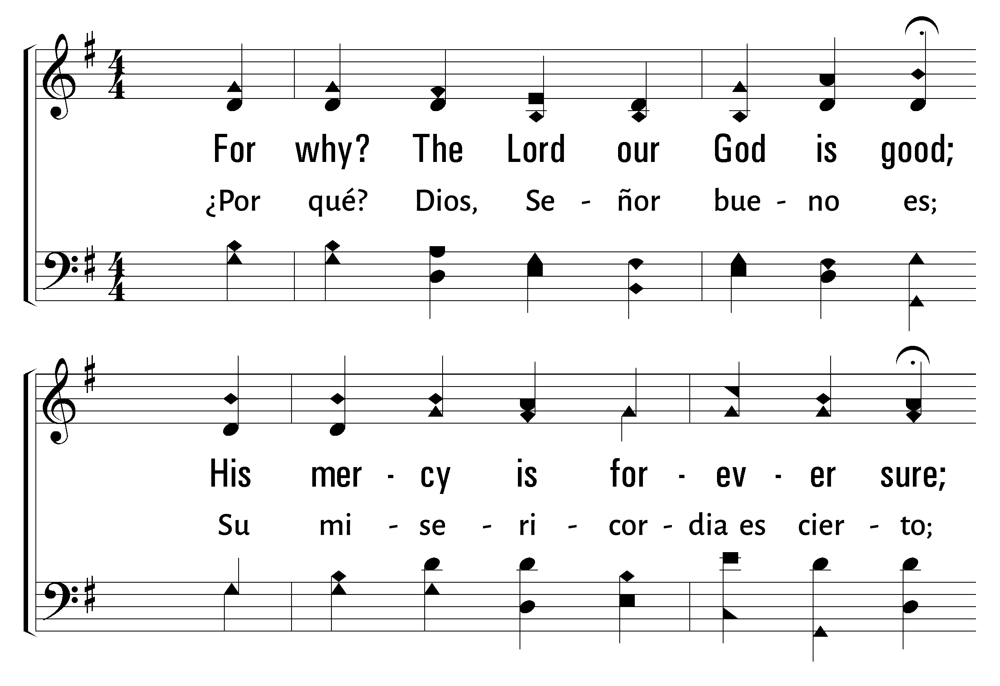 For why? The Lord our God is good;
¿Por qué? Dios, Se - ñor bue - no es;
His mer - cy is for - ev - er sure;
Su mi - se - ri - cor - dia es cier - to;